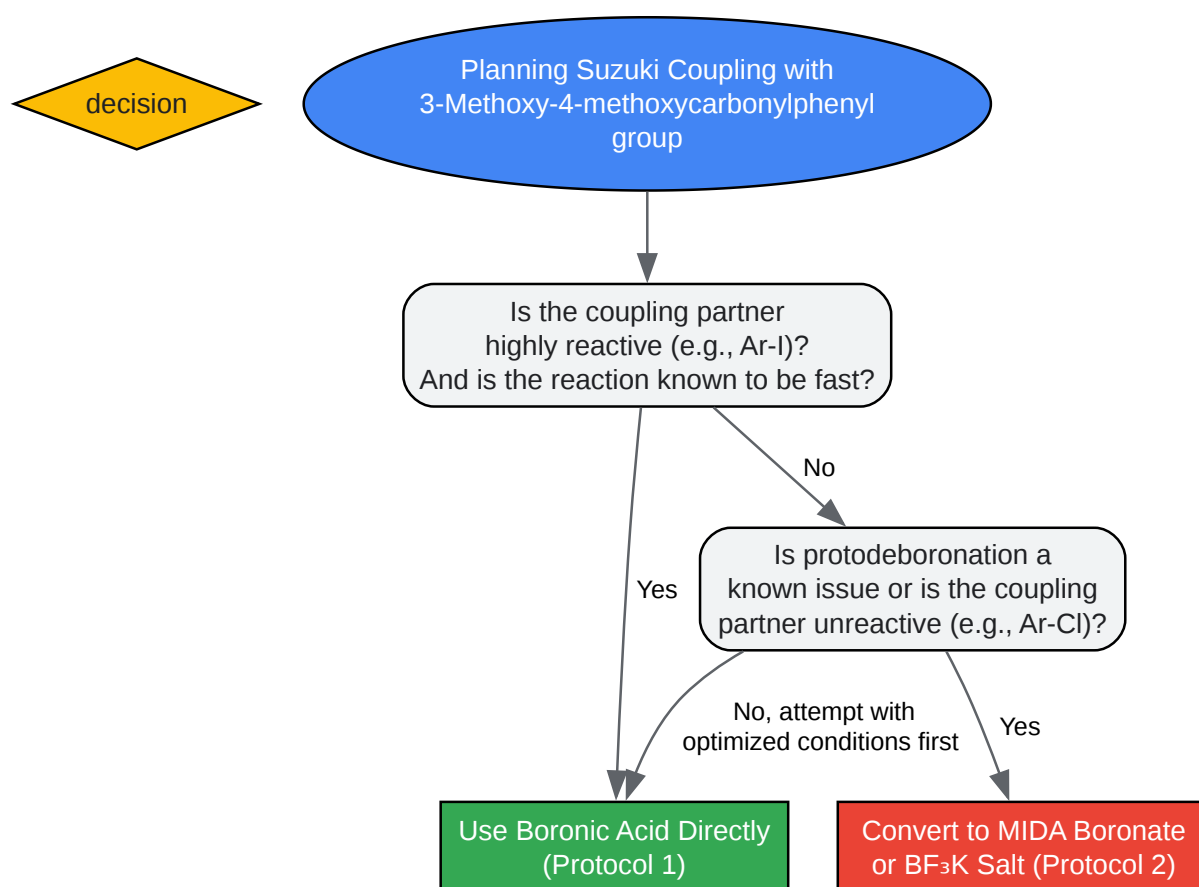 decision
Planning Suzuki Coupling with
3-Methoxy-4-methoxycarbonylphenyl
group
Is the coupling partner
highly reactive (e.g., Ar-I)?
And is the reaction known to be fast?
No
Is protodeboronation a
known issue or is the coupling
partner unreactive (e.g., Ar-Cl)?
Yes
No, attempt with
optimized conditions first
Yes
Use Boronic Acid Directly
(Protocol 1)
Convert to MIDA Boronate
or BF₃K Salt (Protocol 2)